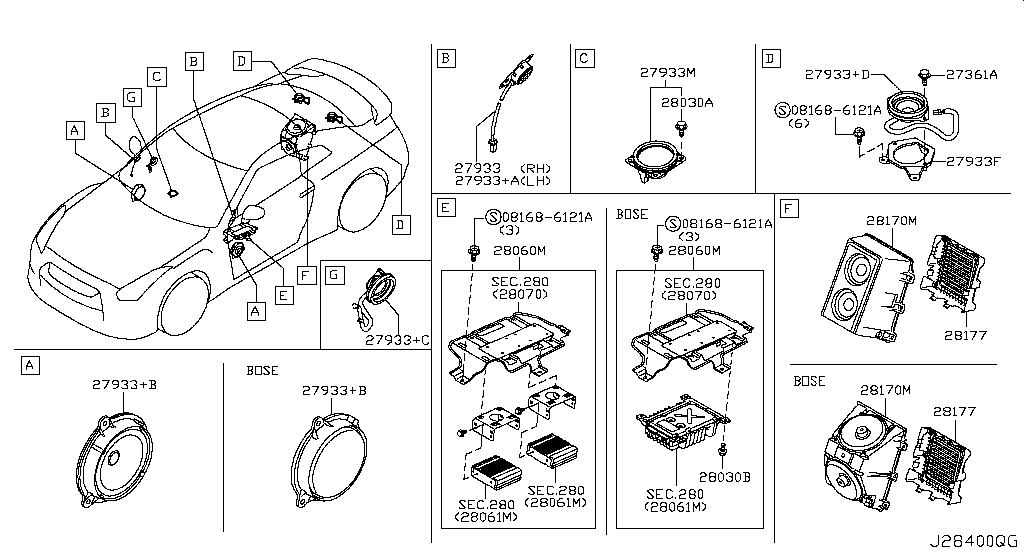 D
B
C
G
B
A
D
F
E
A
G
27933+C
B
27933 (RH)
27933+A(LH)
C
27933M
28030A
D
27933+D
27361A
S08168-6121A
(6)
27933F
E
S08168-6121A
(3)
28060M
SEC.280
(28070)
SEC.280
(28061M)
SEC.280
(28061M)
BOSE
S08168-6121A
(3)
28060M
SEC.280
(28070)
28030B
SEC.280
(28061M)
F
28170M
28177
BOSE
28170M
28177
A
27933+B
BOSE
27933+B
J28400QG